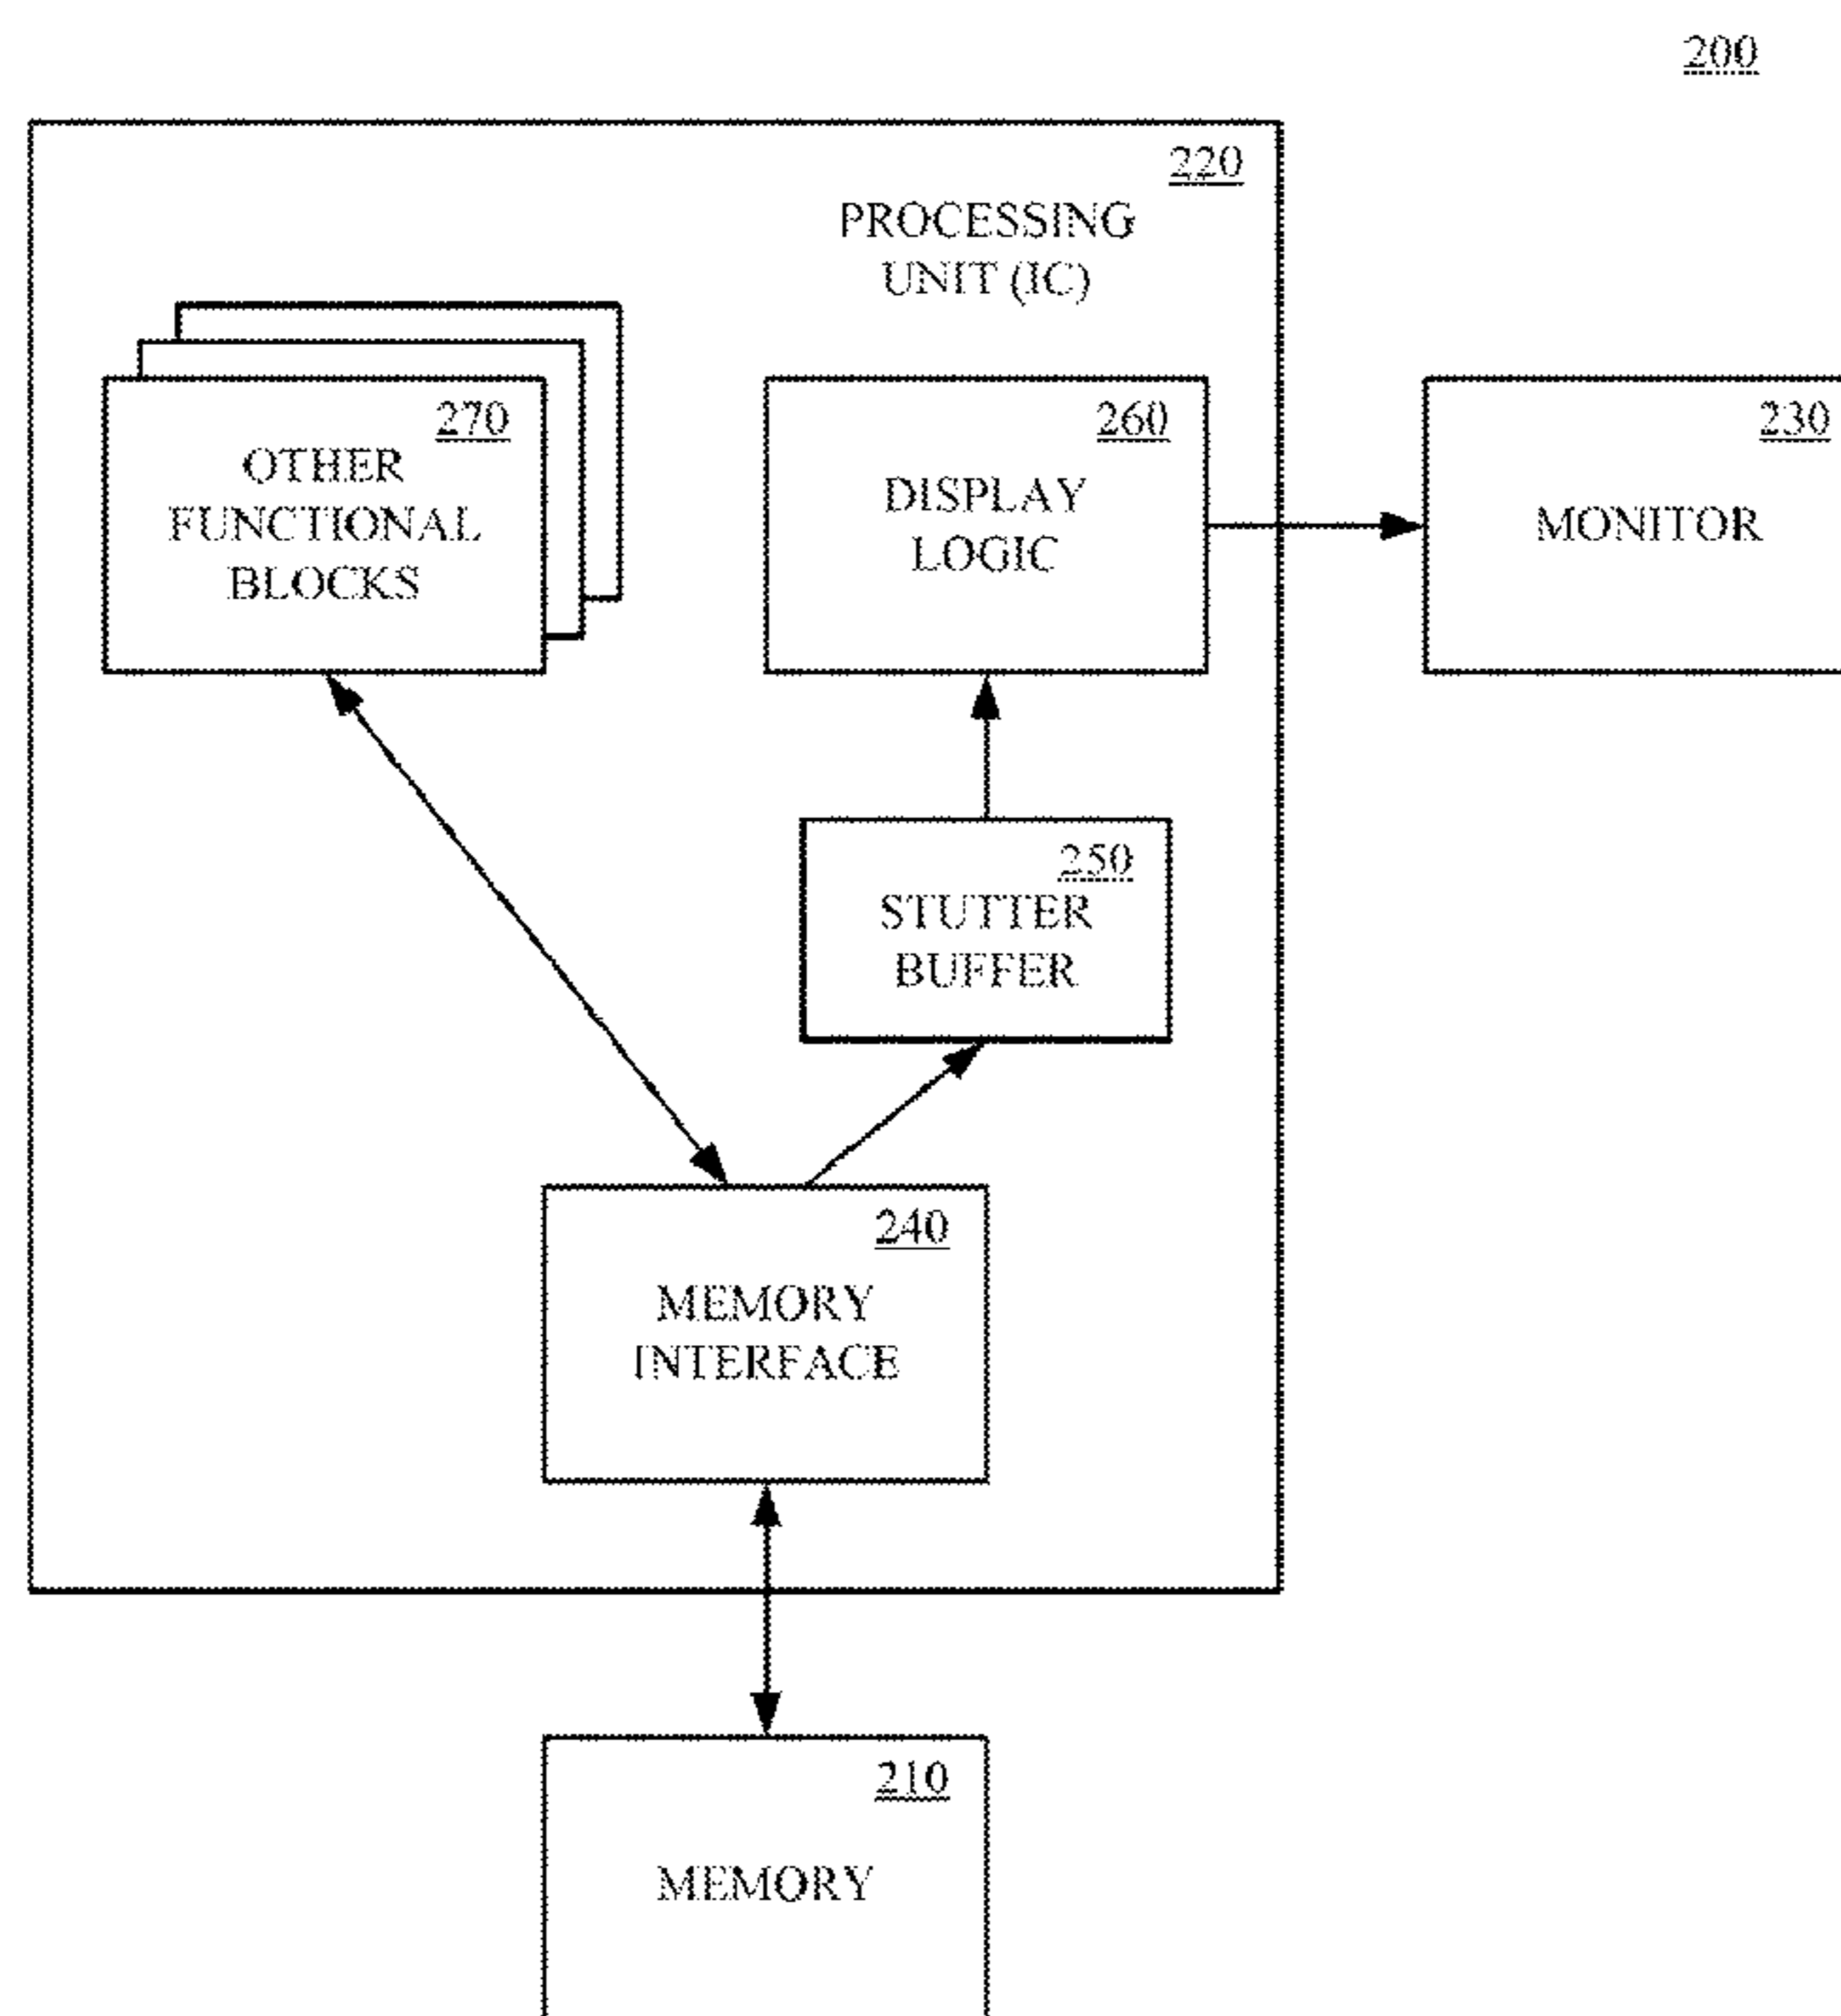 200
220
PROCESSING
UNIT (IC)
270
OTHER
FUNCTIONAL
BLOCKS
260
DISPLAY
LOGIC
230
MONITOR
250
STUTTER
BUFFER
240
MEMORY
INTERFACE
210
MEMORY